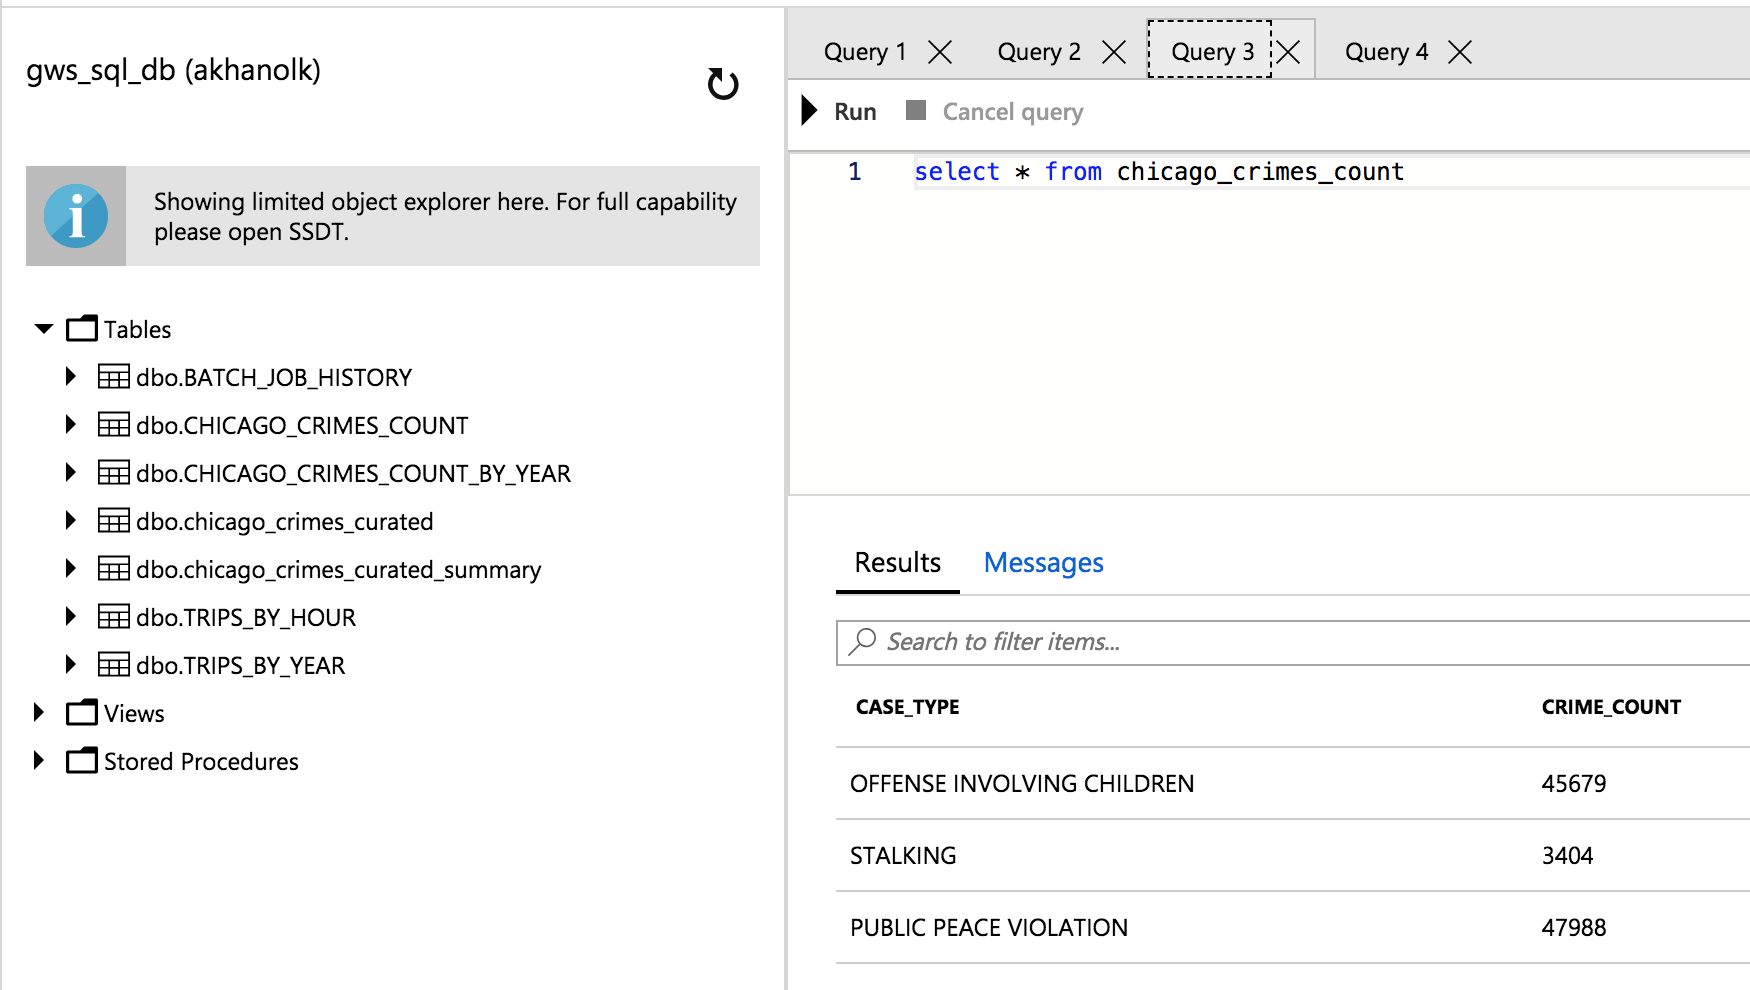 gws_sql_db (akhanolk)
Showing limited object explorer here. For full capability
please open SSDT.
Tables
dbo.BATCH_JOB_HISTORY
dbo.CHICAGO_CRIMES_COUNT
dbo.CHICAGO_CRIMES_COUNT_BY_YEAR
dbo.chicago_crimes_curated
dbo.chicago_crimes_curated_summary
dbo.TRIPS_BY_HOUR
dbo.TRIPS_BY_YEAR
Views
Stored Procedures
Query 1 Query 2 Query 3 Query 4
Run Cancel query
1 select * from chicago_crimes_count
Results Messages
Search to filter items...
CASE_TYPE CRIME_COUNT
OFFENSE INVOLVING CHILDREN 45679
STALKING 3404
PUBLIC PEACE VIOLATION 47988